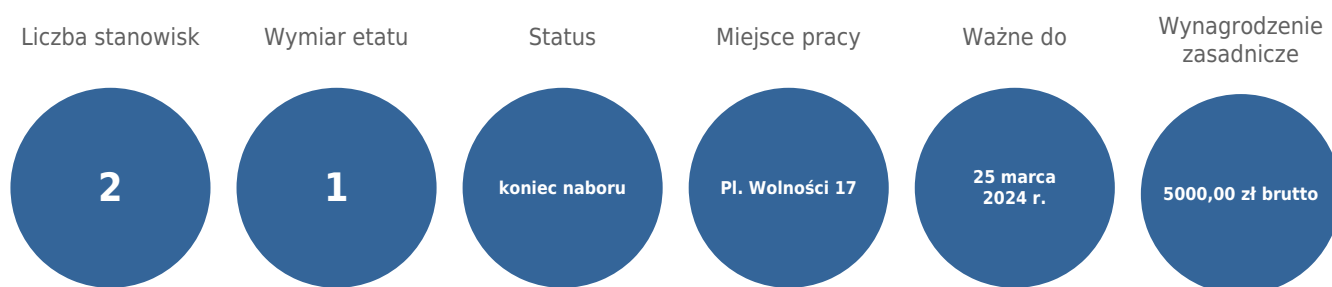 Liczba stanowisk
2
Wymiar etatu
1
Status
koniec naboru
Miejsce pracy
Pl. Wolności 17
Ważne do
25 marca
2024 r.
Wynagrodzenie
zasadnicze
5000,00 zł brutto